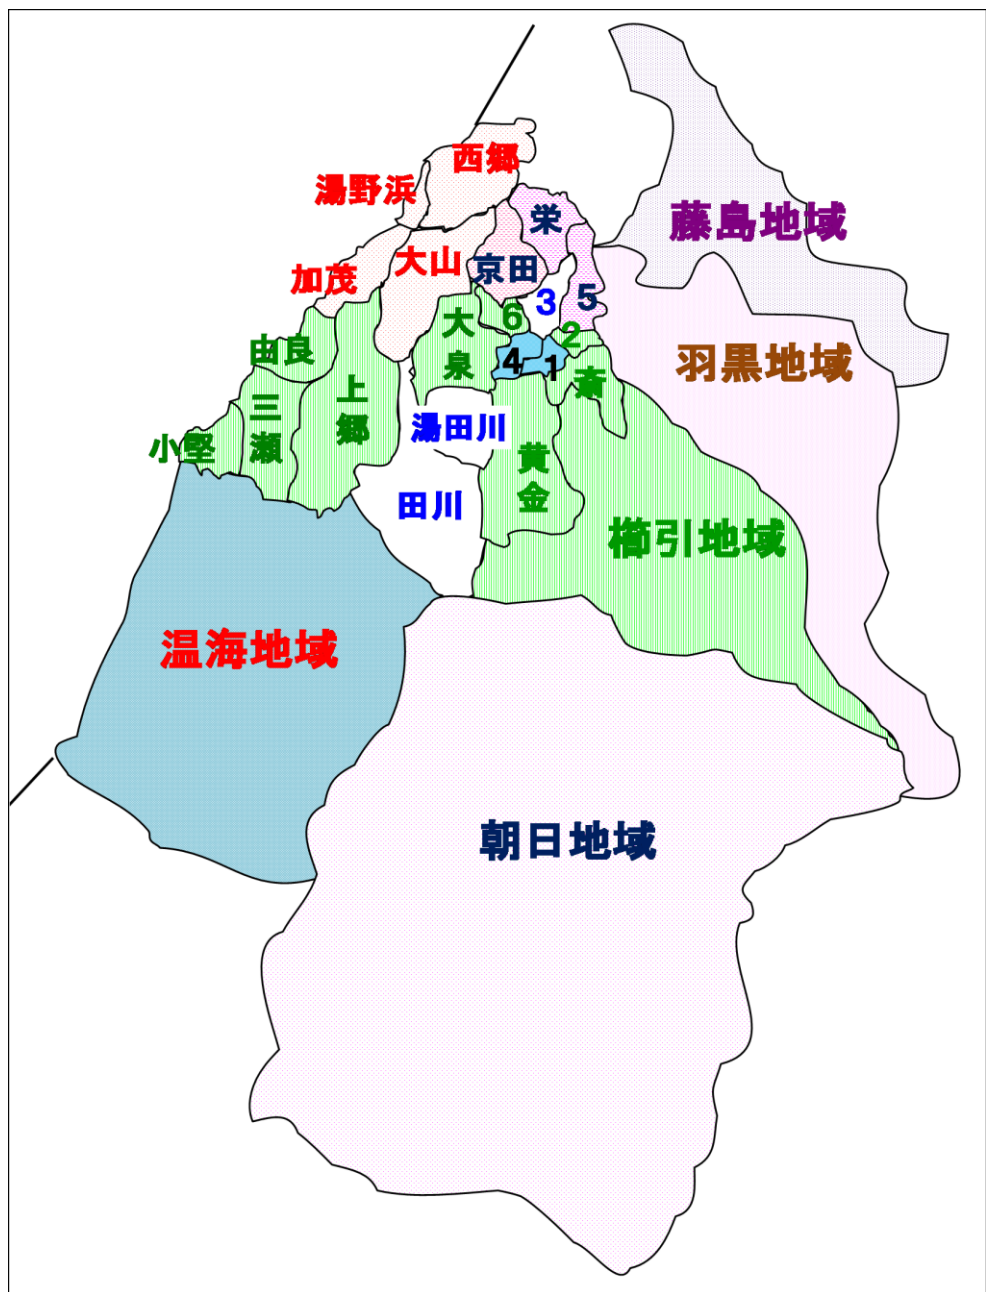 西郷
湯野浜
栄
藤島地域
大山
京田
加茂
3
5
6
大泉
2
由良
4
1
羽黒地域
斎
上郷
三瀬
湯田川
小堅
黄金
田川
櫛引地域
温海地域
朝日地域